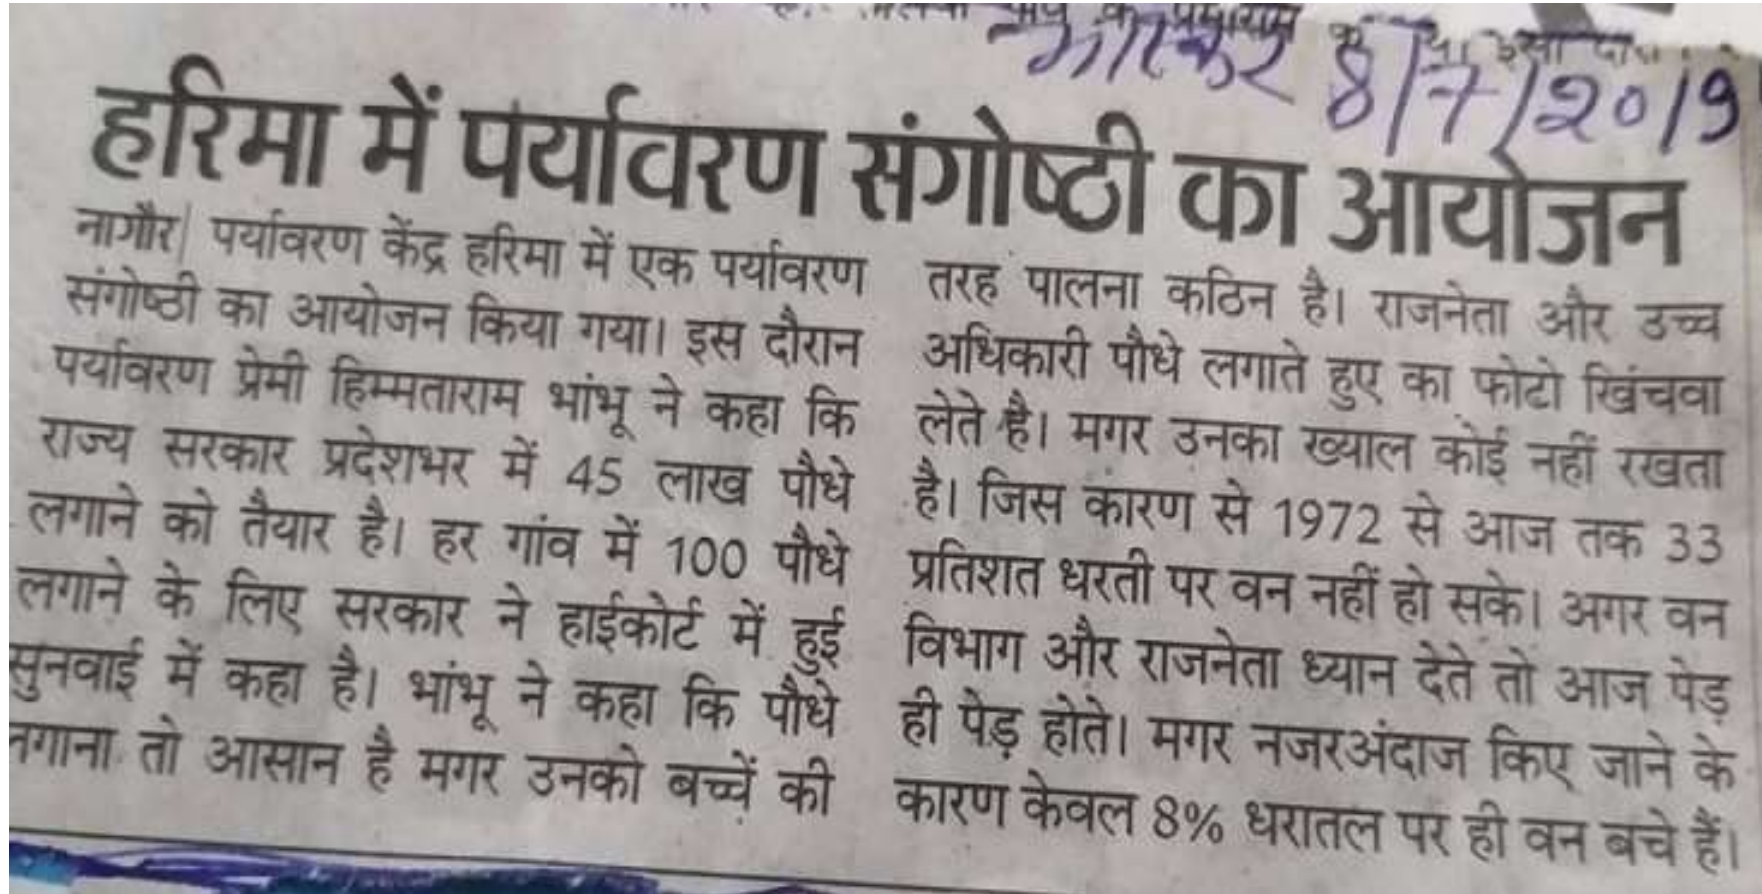 भास्कर 8/7/2019
हरिमा में पर्यावरण संगोष्ठी का आयोजन
नागौर| पर्यावरण केंद्र हरिमा में एक पर्यावरण
संगोष्ठी का आयोजन किया गया। इस दौरान
पर्यावरण प्रेमी हिम्मताराम भांभू ने कहा कि
राज्य सरकार प्रदेशभर में 45 लाख पौधे
लगाने को तैयार है। हर गांव में 100 पौधे
लगाने के लिए सरकार ने हाईकोर्ट में हुई
सुनवाई में कहा है। भांभू ने कहा कि पौधे
लगाना तो आसान है मगर उनको बच्चें की
तरह पालना कठिन है। राजनेता और उच्च
अधिकारी पौधे लगाते हुए का फोटो खिंचवा
लेते है। मगर उनका ख्याल कोई नहीं रखता
है। जिस कारण से 1972 से आज तक 33
प्रतिशत धरती पर वन नहीं हो सके। अगर वन
विभाग और राजनेता ध्यान देते तो आज पेड़
ही पेड़ होते। मगर नजरअंदाज किए जाने के
कारण केवल 8% धरातल पर ही वन बचे हैं।